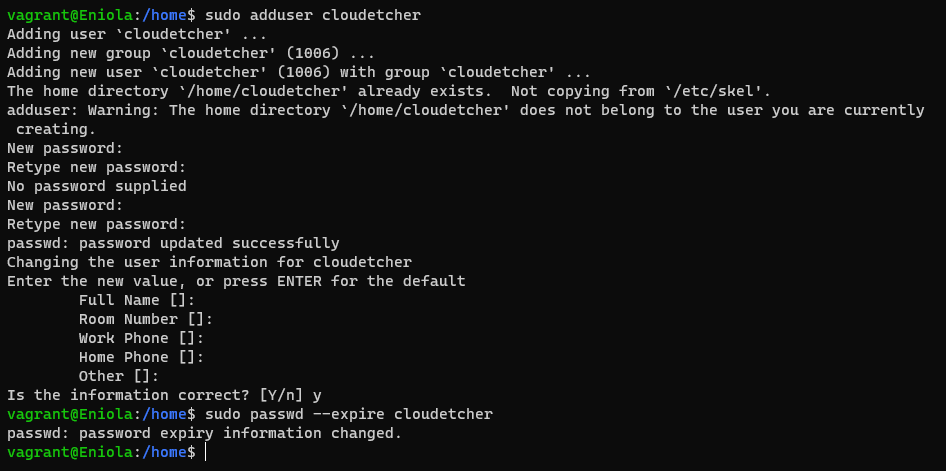 vagrant@Eniola:/home$ sudo adduser cloudetcher
Adding user `cloudetcher' ...
Adding new group `cloudetcher' (1006) ...
Adding new user `cloudetcher' (1006) with group `cloudetcher' ...
The home directory `/home/cloudetcher' already exists.  Not copying from `/etc/skel'.
adduser: Warning: The home directory `/home/cloudetcher' does not belong to the user you are currently
 creating.
New password:
Retype new password:
No password supplied
New password:
Retype new password:
passwd: password updated successfully
Changing the user information for cloudetcher
Enter the new value, or press ENTER for the default
        Full Name []:
        Room Number []:
        Work Phone []:
        Home Phone []:
        Other []:
Is the information correct? [Y/n] y
vagrant@Eniola:/home$ sudo passwd --expire cloudetcher
passwd: password expiry information changed.
vagrant@Eniola:/home$